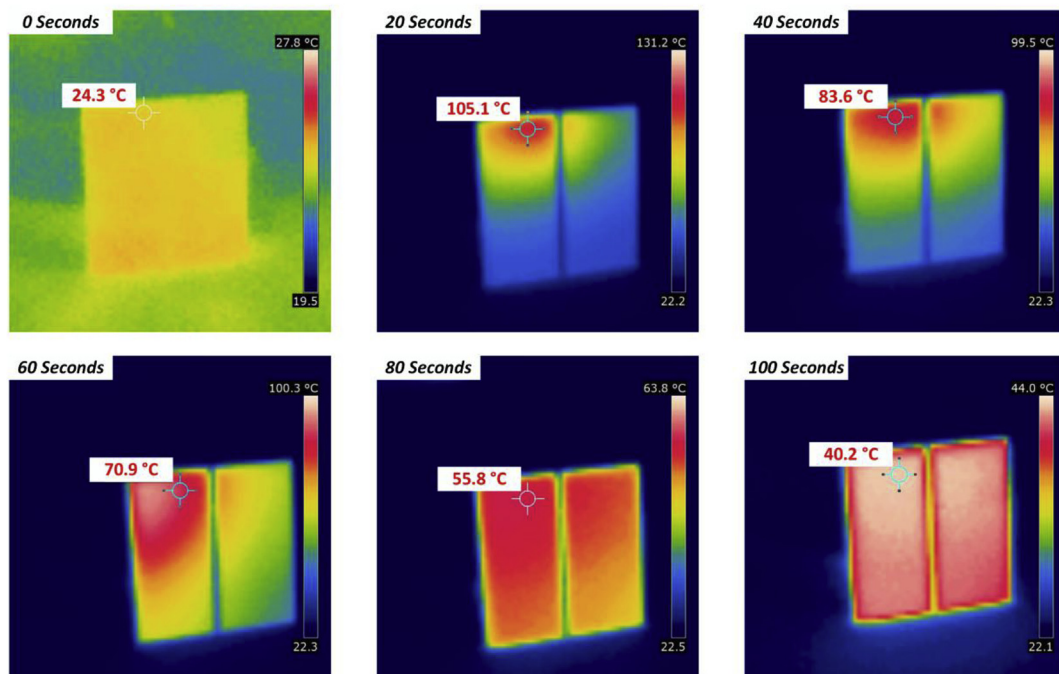 0 Seconds
27.8 °C
24.3 °C
19.5
20 Seconds
131.2 °C
105.1 °C
22.2
40 Seconds
99.5 °C
83.6 °C
22.3
60 Seconds
100.3 °C
70.9 °C
22.3
80 Seconds
63.8 °C
55.8 °C
22.5
100 Seconds
44.0 °C
40.2 °C
22.1